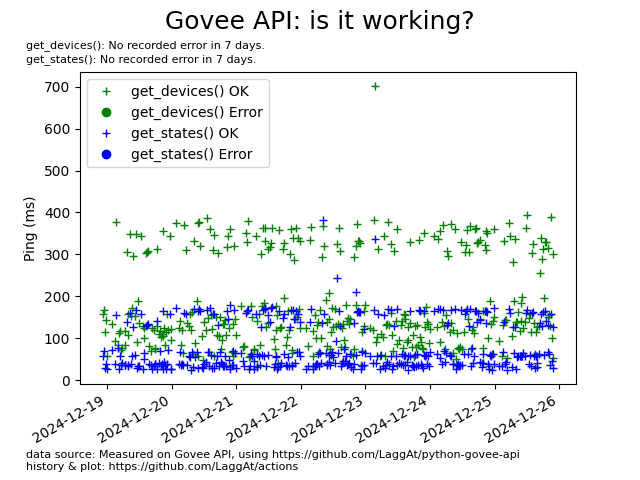 Govee API: is it working?
get_devices(): No recorded error in 7 days.
get_states(): No recorded error in 7 days.
get_devices() OK
get_devices() Error
get_states() OK
get_states() Error
Ping (ms)
700
600
500
400
300
200
100
0
2024-12-19
2024-12-20
2024-12-21
2024-12-22
2024-12-23
2024-12-24
2024-12-25
2024-12-26
data source: Measured on Govee API, using https://github.com/LaggAt/python-govee-api
history & plot: https://github.com/LaggAt/actions